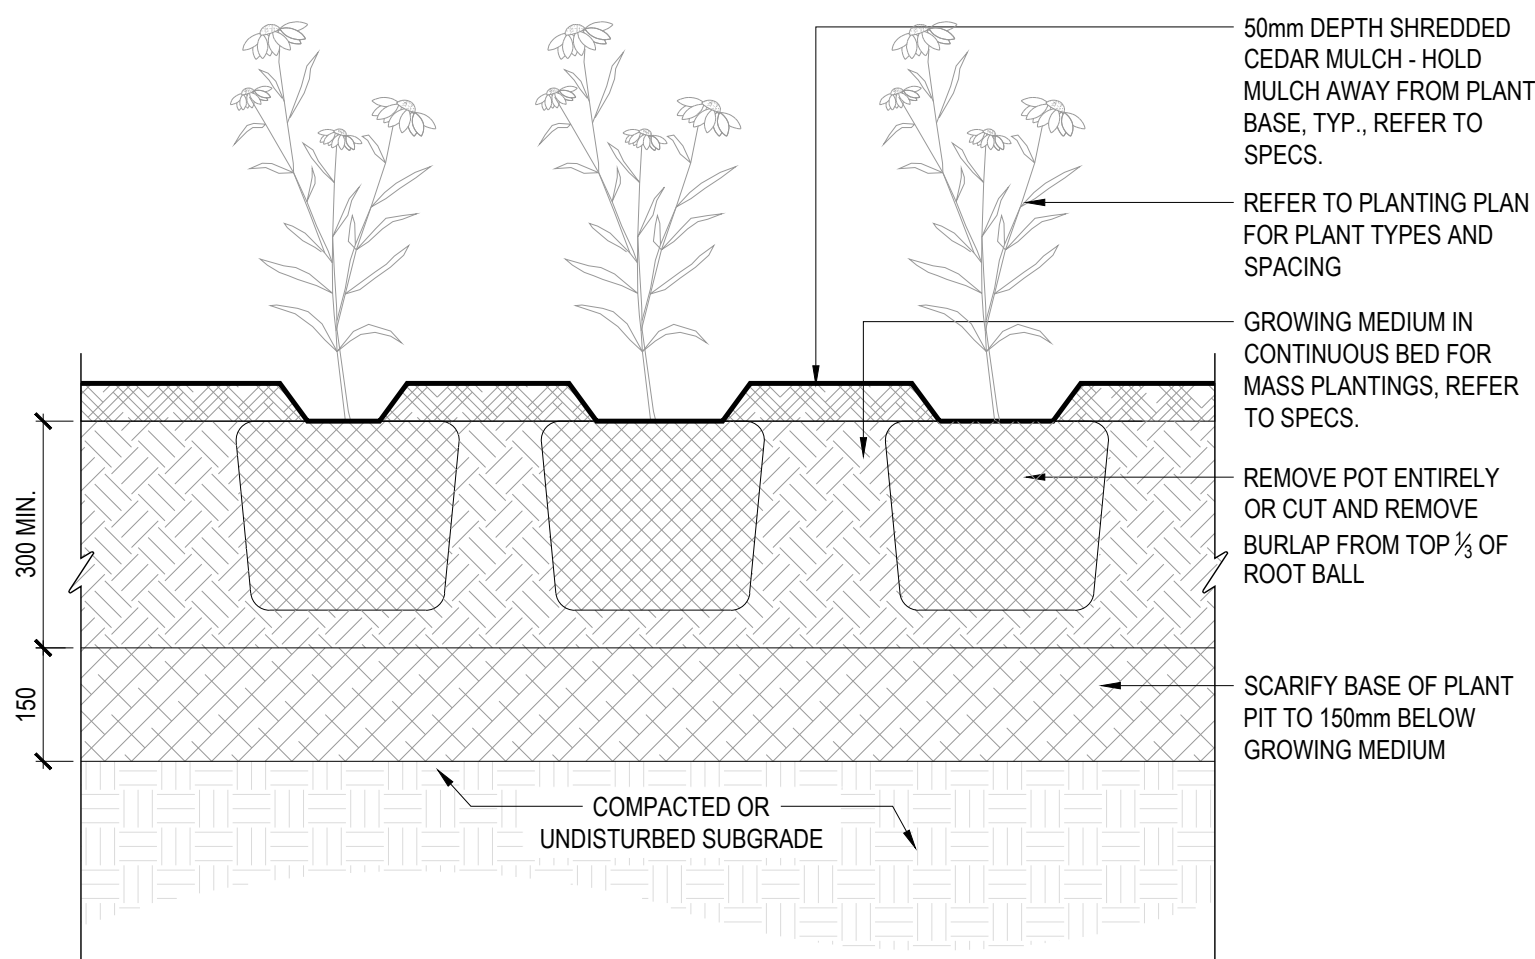 50mm DEPTH SHREDDED
CEDAR MULCH - HOLD
MULCH AWAY FROM PLANT
BASE, TYP., REFER TO
SPECS.
REFER TO PLANTING PLAN
FOR PLANT TYPES AND
SPACING
GROWING MEDIUM IN
CONTINUOUS BED FOR
MASS PLANTINGS, REFER
TO SPECS.
REMOVE POT ENTIRELY
OR CUT AND REMOVE
BURLAP FROM TOP ⅓ OF
ROOT BALL
300 MIN.
150
SCARIFY BASE OF PLANT
PIT TO 150mm BELOW
GROWING MEDIUM
COMPACTED OR
UNDISTURBED SUBGRADE